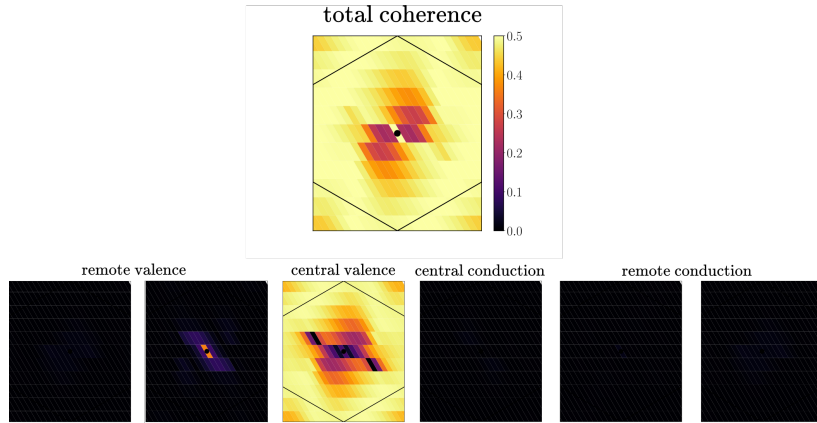 total coherence
0.5
0.4
0.3
0.2
0.1
0.0
remote valence
central valence
central conduction
remote conduction